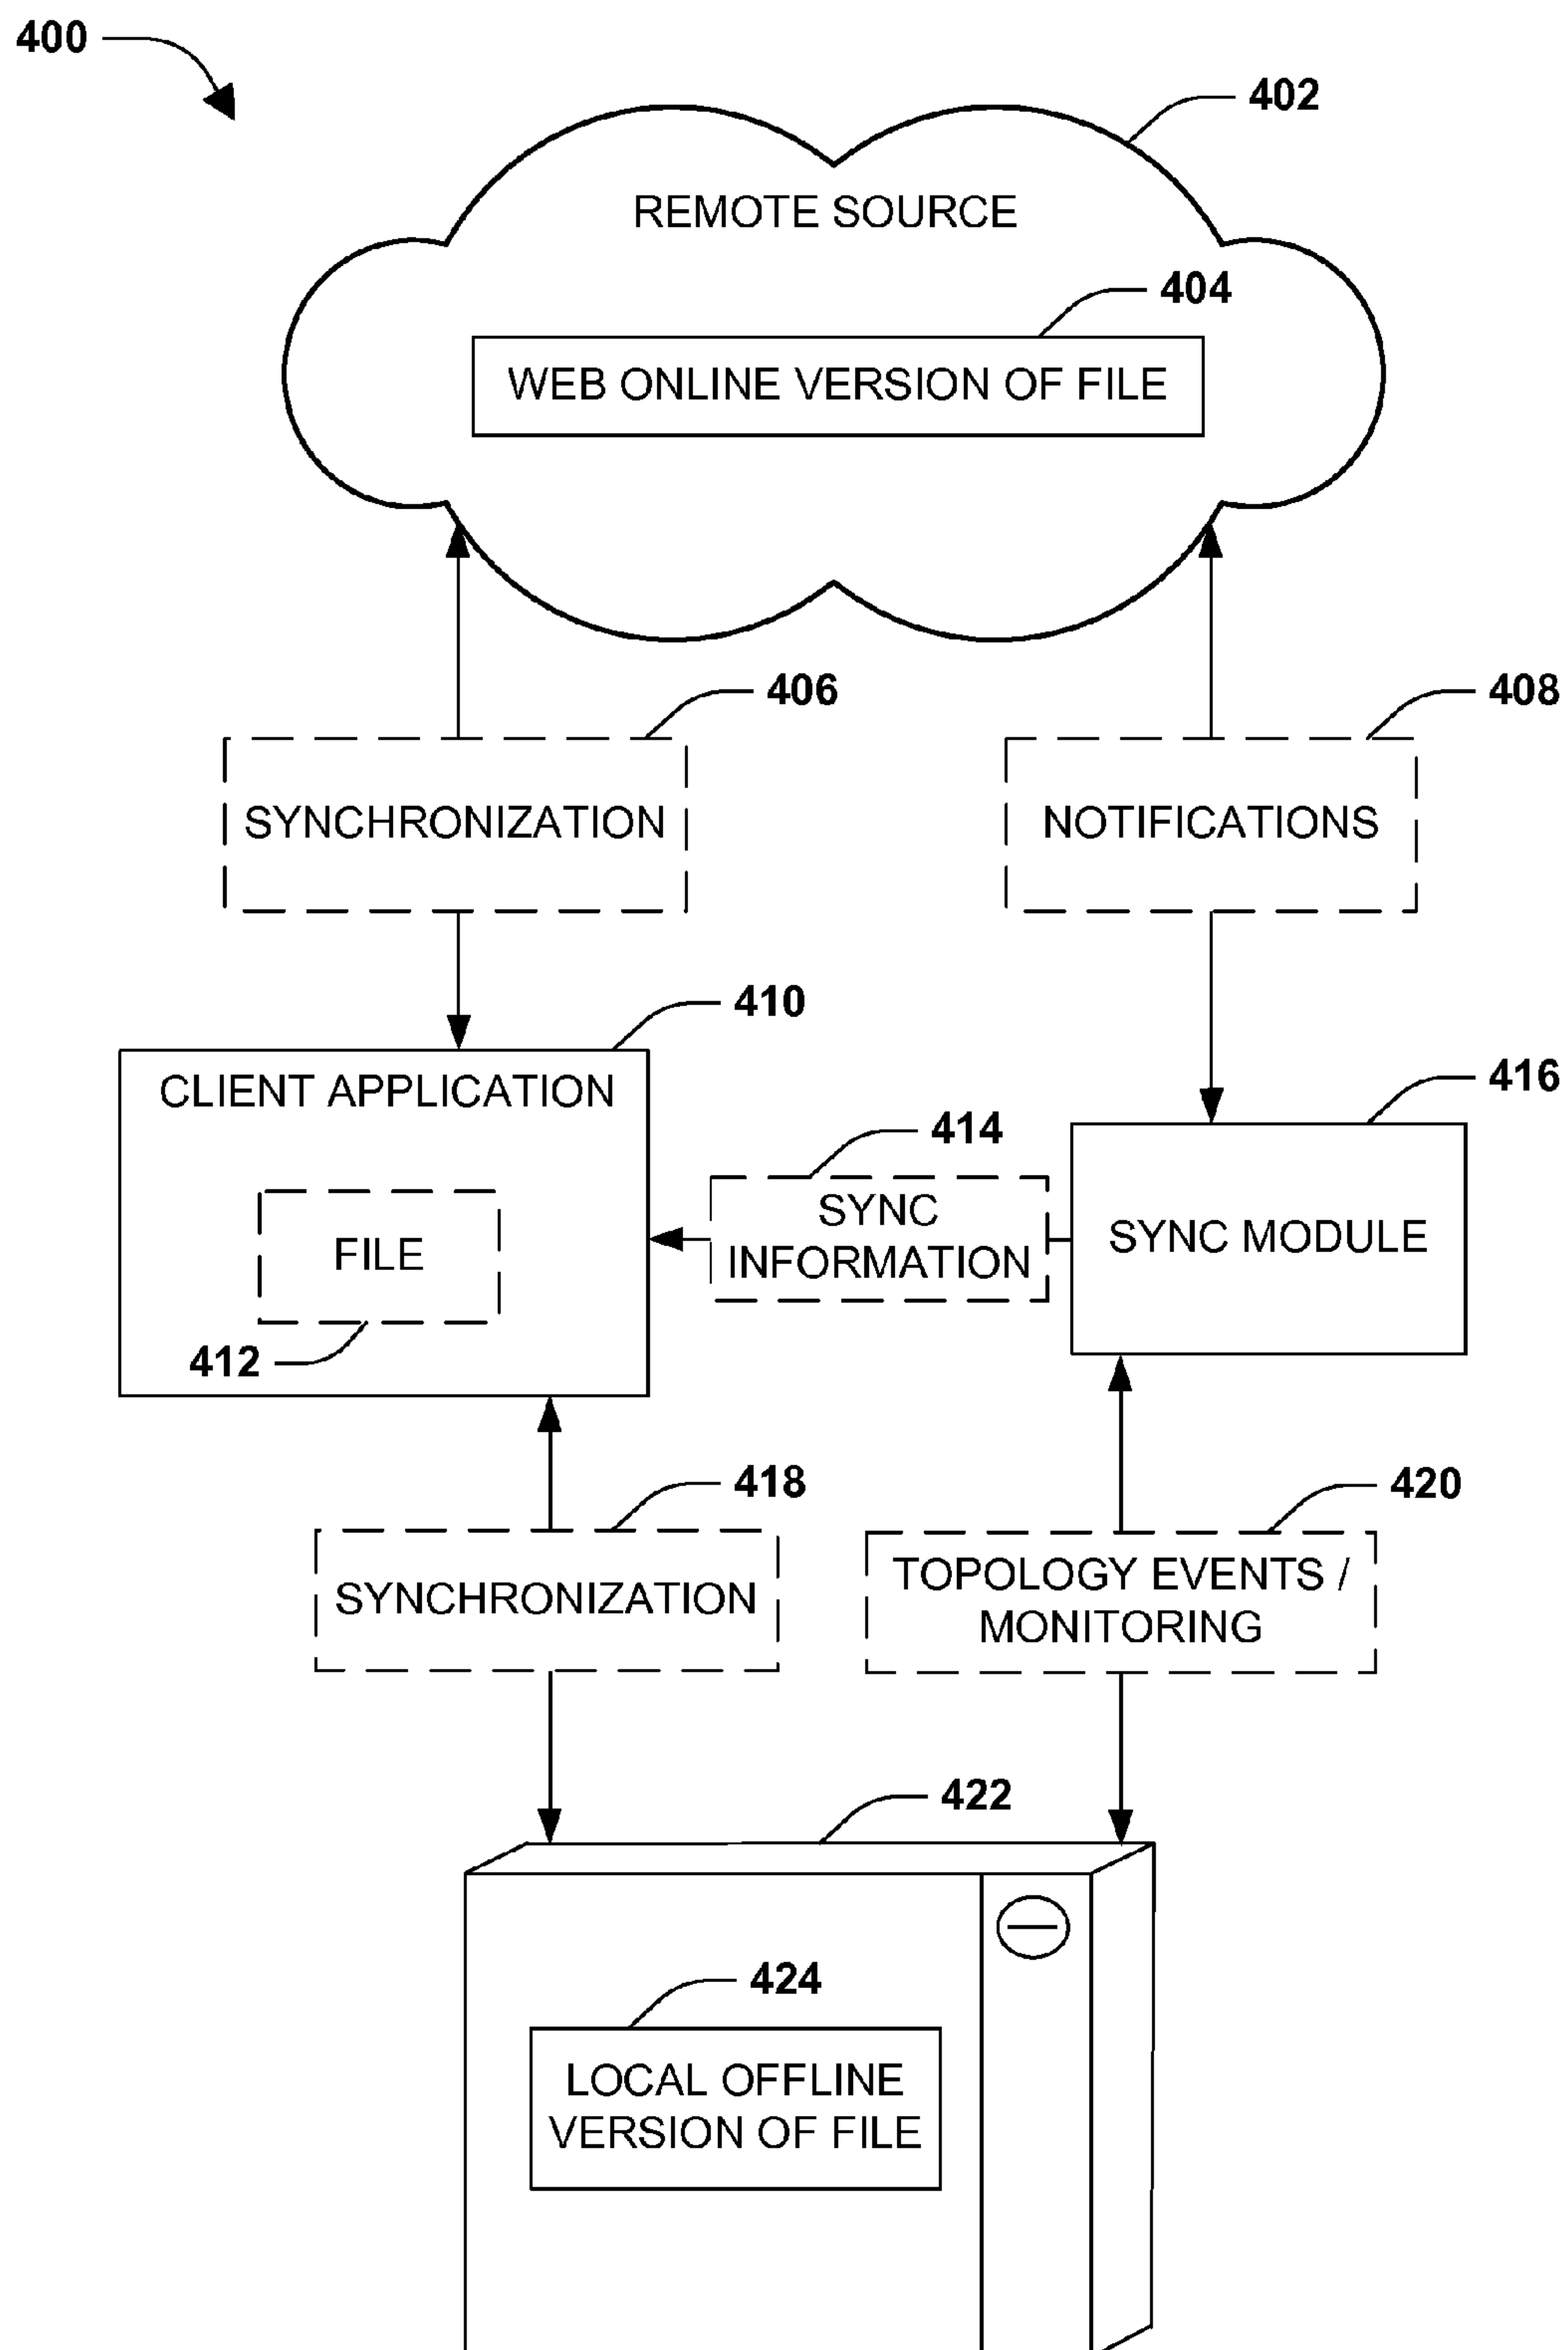 400
402
REMOTE SOURCE
404
WEB ONLINE VERSION OF FILE
406
408
SYNCHRONIZATION
NOTIFICATIONS
410
CLIENT APPLICATION
416
414
SYNC
INFORMATION
SYNC MODULE
FILE
412
418
420
SYNCHRONIZATION
TOPOLOGY EVENTS /
MONITORING
422
424
LOCAL OFFLINE
VERSION OF FILE